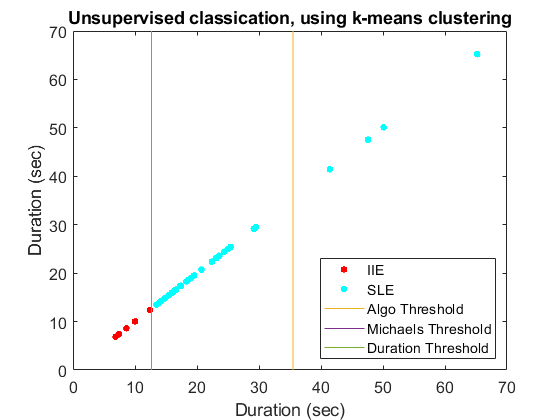 Unsupervised classication, using k-means clustering
70
60
50
40
30
20
10
0
Duration (sec)
IIE
SLE
Algo Threshold
Michaels Threshold
Duration Threshold
0 10 20 30 40 50 60 70
Duration (sec)